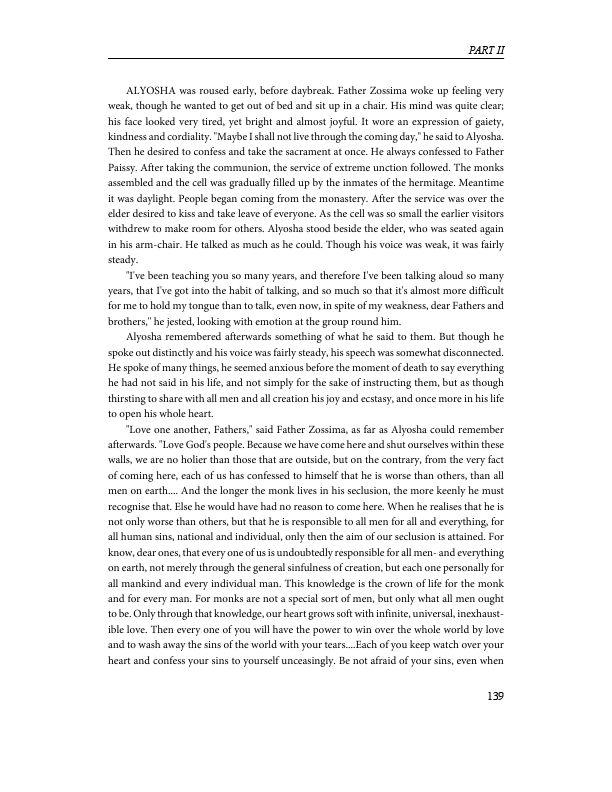 PART II
ALYOSHA was roused early, before daybreak. Father Zossima woke up feeling very
weak, though he wanted to get out of bed and sit up in a chair. His mind was quite clear;
his face looked very tired, yet bright and almost joyful. It wore an expression of gaiety,
kindness and cordiality. "Maybe I shall not live through the coming day," he said to Alyosha.
Then he desired to confess and take the sacrament at once. He always confessed to Father
Paissy. After taking the communion, the service of extreme unction followed. The monks
assembled and the cell was gradually filled up by the inmates of the hermitage. Meantime
it was daylight. People began coming from the monastery. After the service was over the
elder desired to kiss and take leave of everyone. As the cell was so small the earlier visitors
withdrew to make room for others. Alyosha stood beside the elder, who was seated again
in his arm-chair. He talked as much as he could. Though his voice was weak, it was fairly
steady.
"I've been teaching you so many years, and therefore I've been talking aloud so many
years, that I've got into the habit of talking, and so much so that it's almost more difficult
for me to hold my tongue than to talk, even now, in spite of my weakness, dear Fathers and
brothers," he jested, looking with emotion at the group round him.
Alyosha remembered afterwards something of what he said to them. But though he
spoke out distinctly and his voice was fairly steady, his speech was somewhat disconnected.
He spoke of many things, he seemed anxious before the moment of death to say everything
he had not said in his life, and not simply for the sake of instructing them, but as though
thirsting to share with all men and all creation his joy and ecstasy, and once more in his life
to open his whole heart.
"Love one another, Fathers," said Father Zossima, as far as Alyosha could remember
afterwards. "Love God's people. Because we have come here and shut ourselves within these
walls, we are no holier than those that are outside, but on the contrary, from the very fact
of coming here, each of us has confessed to himself that he is worse than others, than all
men on earth.... And the longer the monk lives in his seclusion, the more keenly he must
recognise that. Else he would have had no reason to come here. When he realises that he is
not only worse than others, but that he is responsible to all men for all and everything, for
all human sins, national and individual, only then the aim of our seclusion is attained. For
know, dear ones, that every one of us is undoubtedly responsible for all men- and everything
on earth, not merely through the general sinfulness of creation, but each one personally for
all mankind and every individual man. This knowledge is the crown of life for the monk
and for every man. For monks are not a special sort of men, but only what all men ought
to be. Only through that knowledge, our heart grows soft with infinite, universal, inexhaust-
ible love. Then every one of you will have the power to win over the whole world by love
and to wash away the sins of the world with your tears....Each of you keep watch over your
heart and confess your sins to yourself unceasingly. Be not afraid of your sins, even when
139